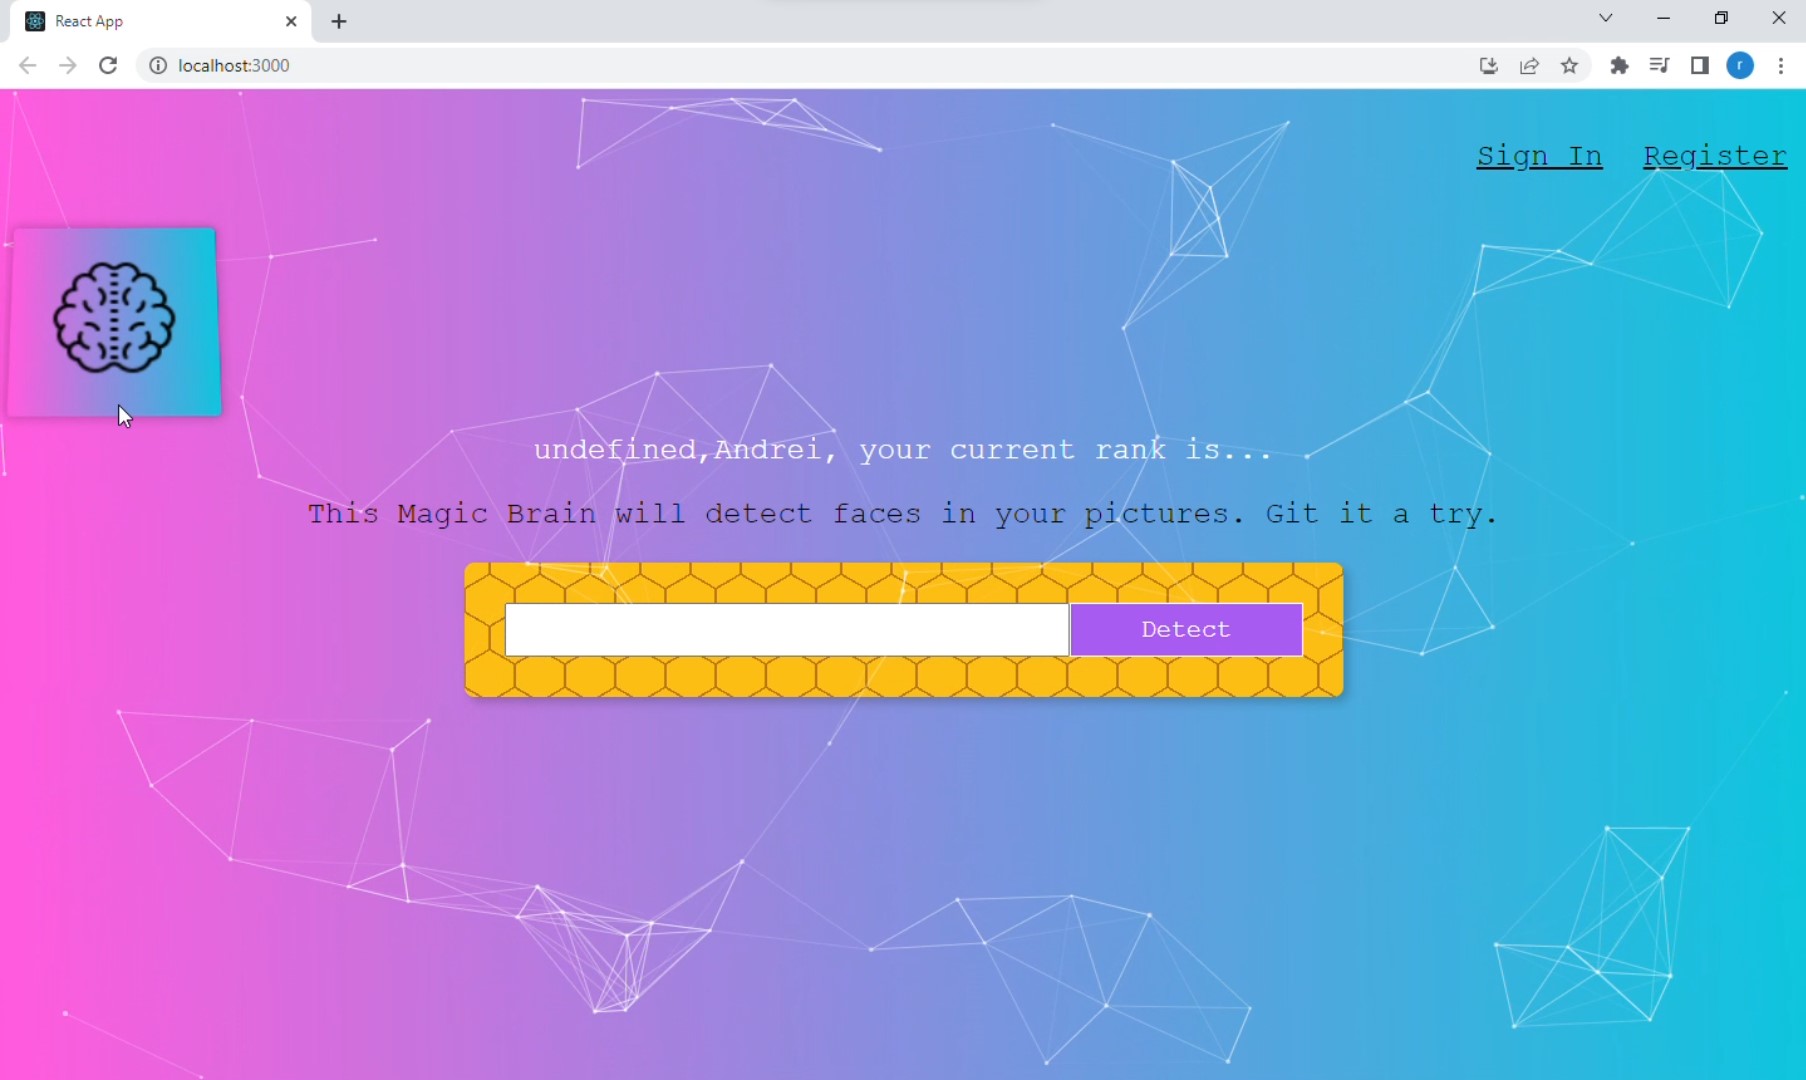 React App
localhost:3000
r
Sign In Register
undefined,Andrei, your current rank is...
This Magic Brain will detect faces in your pictures. Git it a try.
Detect